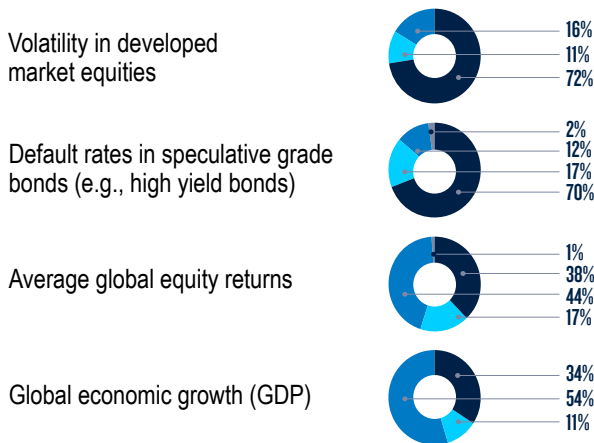 Volatility in developed
market equities
16%
11%
72%
Default rates in speculative grade
bonds (e.g., high yield bonds)
2%
12%
17%
70%
Average global equity returns
1%
38%
44%
17%
Global economic growth (GDP)
34%
54%
11%